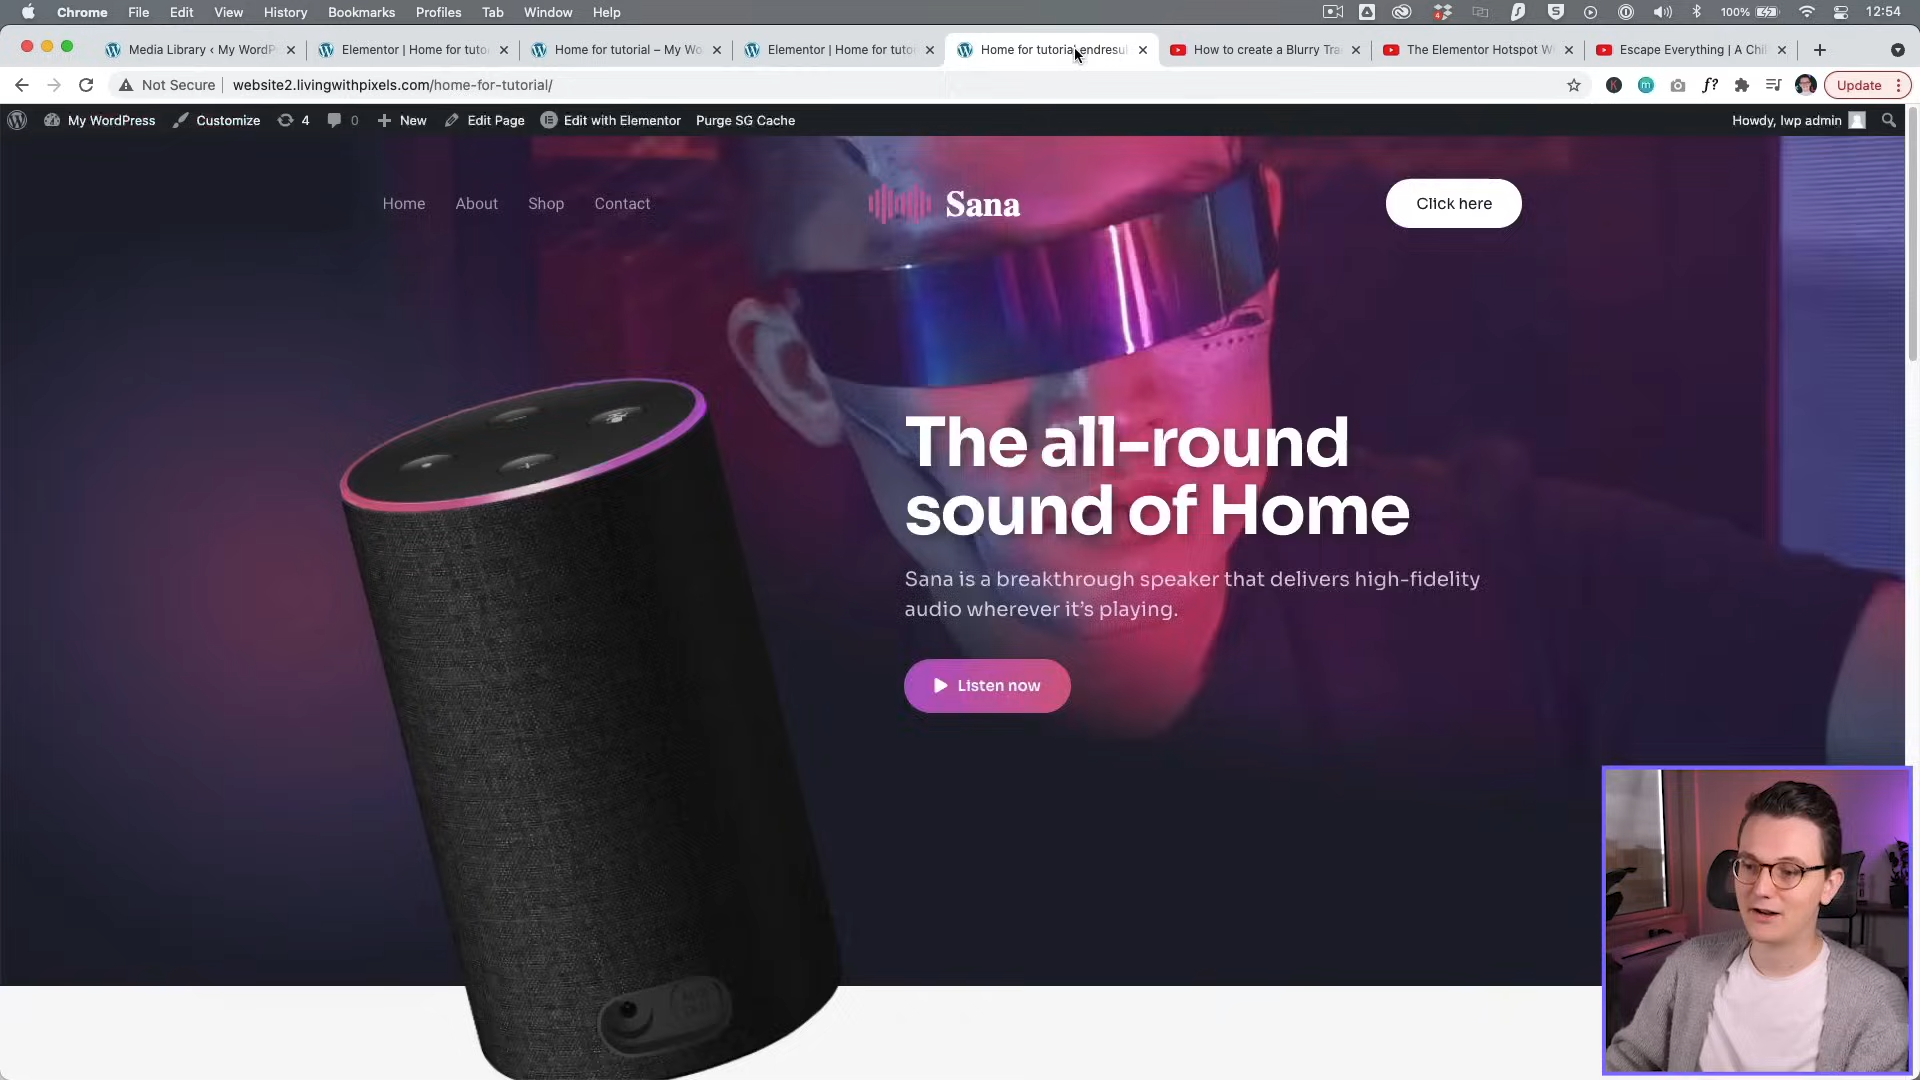 Chrome File Edit View History Bookmarks Profiles Tab Window Help 4 100% 12:54
Media Library ‹ My WordP Elementor | Home for tuto Home for tutorial – My Wo Elementor | Home for tutor Home for tutorial endresu How to create a Blurry Tra The Elementor Hotspot W Escape Everything | A Chil
Not Secure website2.livingwithpixels.com/home-for-tutorial/ f? Update
My WordPress Customize 4 0 New Edit Page Edit with Elementor Purge SG Cache Howdy, lwp admin
Home About Shop Contact Sana Click here
The all-round
sound of Home
Sana is a breakthrough speaker that delivers high-fidelity
audio wherever it's playing.
Listen now